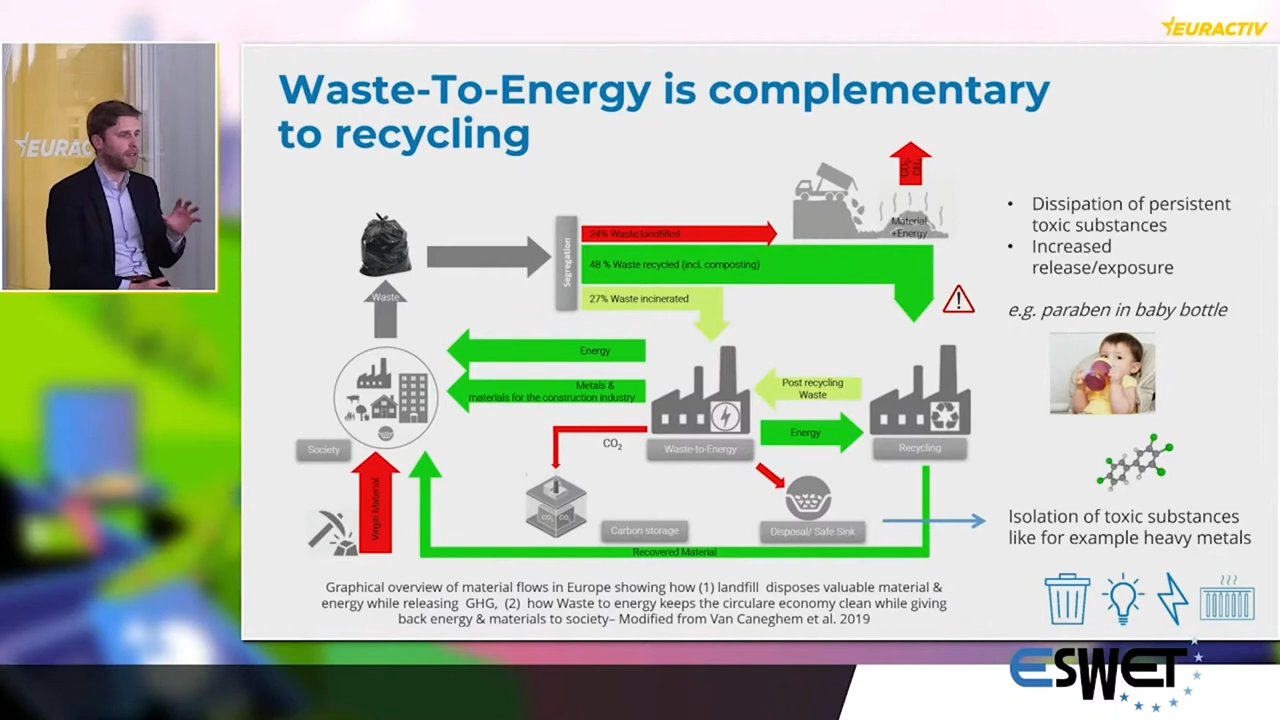 EURACTIV
EURAC
Waste-To-Energy is complementary
to recycling
Material
+Energy
24% Waste landfilled
Segregation
48 % Waste recycled (incl. composting)
27% Waste incinerated
Waste
Energy
Metals &
materials for the construction industry
Post recycling
Waste
Energy
CO2
Society
Waste-to-Energy
Recycling
Virgin Material
CO2
CO2
Carbon storage
Disposal/ Safe Sink
Recovered Material
• Dissipation of persistent
toxic substances
• Increased
release/exposure
e.g. paraben in baby bottle
Isolation of toxic substances
like for example heavy metals
Graphical overview of material flows in Europe showing how (1) landfill disposes valuable material &
energy while releasing GHG, (2) how Waste to energy keeps the circulare economy clean while giving
back energy & materials to society– Modified from Van Caneghem et al. 2019
ESWET